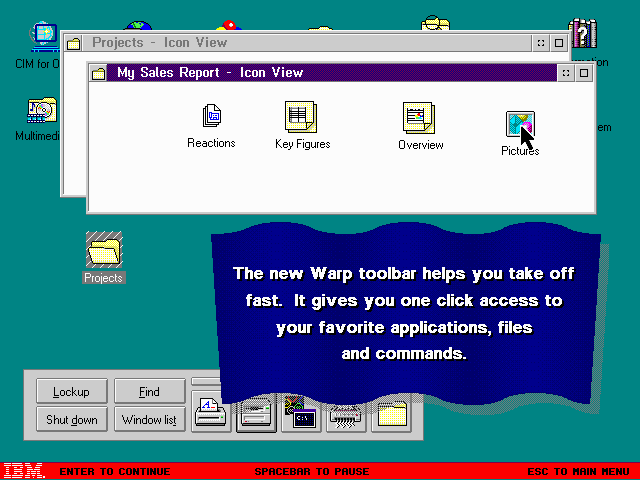 Projects - Icon View
CIM for O
My Sales Report - Icon View
Multimedi
Reactions
Key Figures
Overview
Pictures
Projects
The new Warp toolbar helps you take off
fast. It gives you one click access to
your favorite applications, files
and commands.
Lockup
Find
Shut down
Window list
C:\
IBM.
ENTER TO CONTINUE
SPACEBAR TO PAUSE
ESC TO MAIN MENU